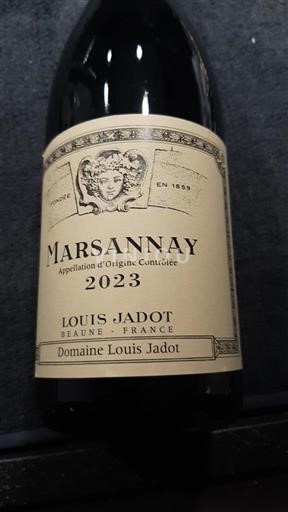 FONDÉE EN 1859
MARSANNAY
Appellation d'Origine Contrôlée
2023
LOUIS JADOT
BEAUNE - FRANCE
Domaine Louis Jadot